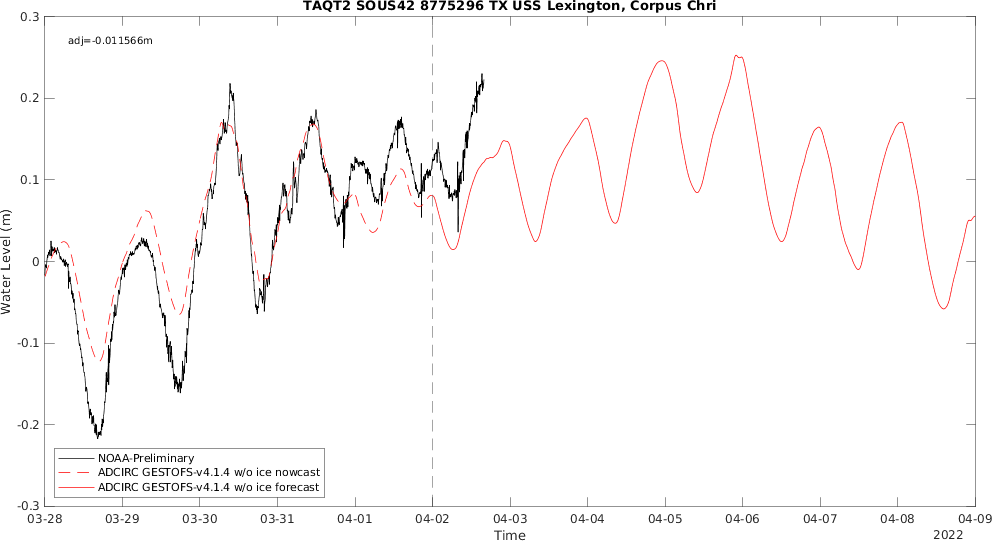 TAQT2 SOUS42 8775296 TX USS Lexington, Corpus Chri
adj=-0.011566m
0.3
0.2
0.1
0
-0.1
-0.2
-0.3
Water Level (m)
NOAA-Preliminary
ADCIRC GESTOFS-v4.1.4 w/o ice nowcast
ADCIRC GESTOFS-v4.1.4 w/o ice forecast
03-28 03-29 03-30 03-31 04-01 04-02 04-03 04-04 04-05 04-06 04-07 04-08 04-09
Time
2022